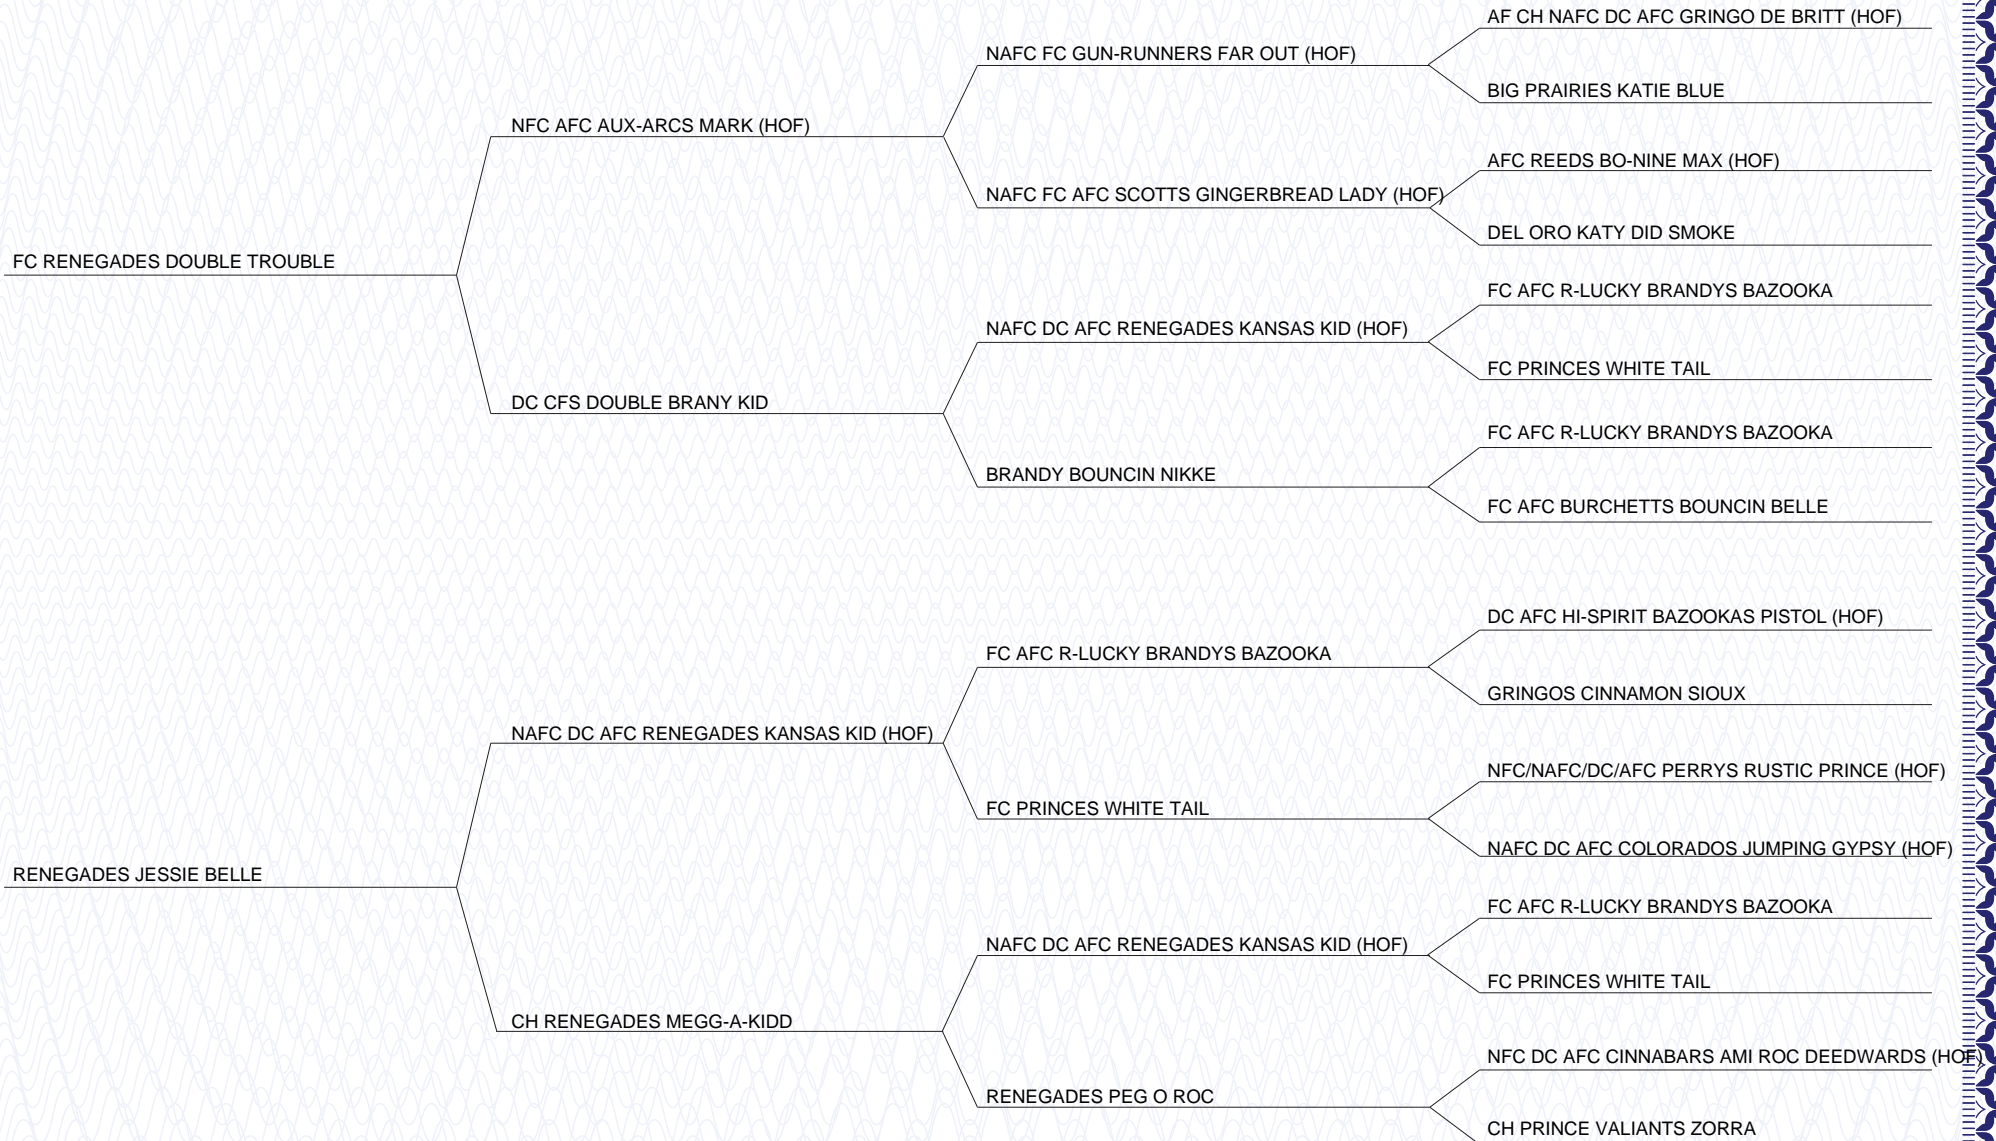 AF CH NAFC DC AFC GRINGO DE BRITT (HOF)
NAFC FC GUN-RUNNERS FAR OUT (HOF)
BIG PRAIRIES KATIE BLUE
NFC AFC AUX-ARCS MARK (HOF)
AFC REEDS BO-NINE MAX (HOF)
NAFC FC AFC SCOTTS GINGERBREAD LADY (HOF)
DEL ORO KATY DID SMOKE
FC RENEGADES DOUBLE TROUBLE
FC AFC R-LUCKY BRANDYS BAZOOKA
NAFC DC AFC RENEGADES KANSAS KID (HOF)
FC PRINCES WHITE TAIL
DC CFS DOUBLE BRANY KID
FC AFC R-LUCKY BRANDYS BAZOOKA
BRANDY BOUNCIN NIKKE
FC AFC BURCHETTS BOUNCIN BELLE
DC AFC HI-SPIRIT BAZOOKAS PISTOL (HOF)
FC AFC R-LUCKY BRANDYS BAZOOKA
GRINGOS CINNAMON SIOUX
NAFC DC AFC RENEGADES KANSAS KID (HOF)
NFC/NAFC/DC/AFC PERRYS RUSTIC PRINCE (HOF)
FC PRINCES WHITE TAIL
NAFC DC AFC COLORADOS JUMPING GYPSY (HOF)
RENEGADES JESSIE BELLE
FC AFC R-LUCKY BRANDYS BAZOOKA
NAFC DC AFC RENEGADES KANSAS KID (HOF)
FC PRINCES WHITE TAIL
CH RENEGADES MEGG-A-KIDD
NFC DC AFC CINNABARS AMI ROC DEEDWARDS (HOF)
RENEGADES PEG O ROC
CH PRINCE VALIANTS ZORRA